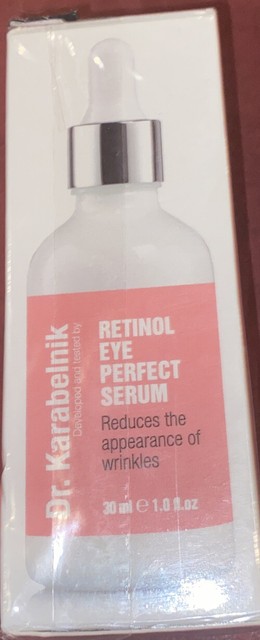 Dr. Karabelnik
Developed and tested by
RETINOL
EYE
PERFECT
SERUM
Reduces the
appearance of
wrinkles
30 ml ℮ 1.0 fl.oz